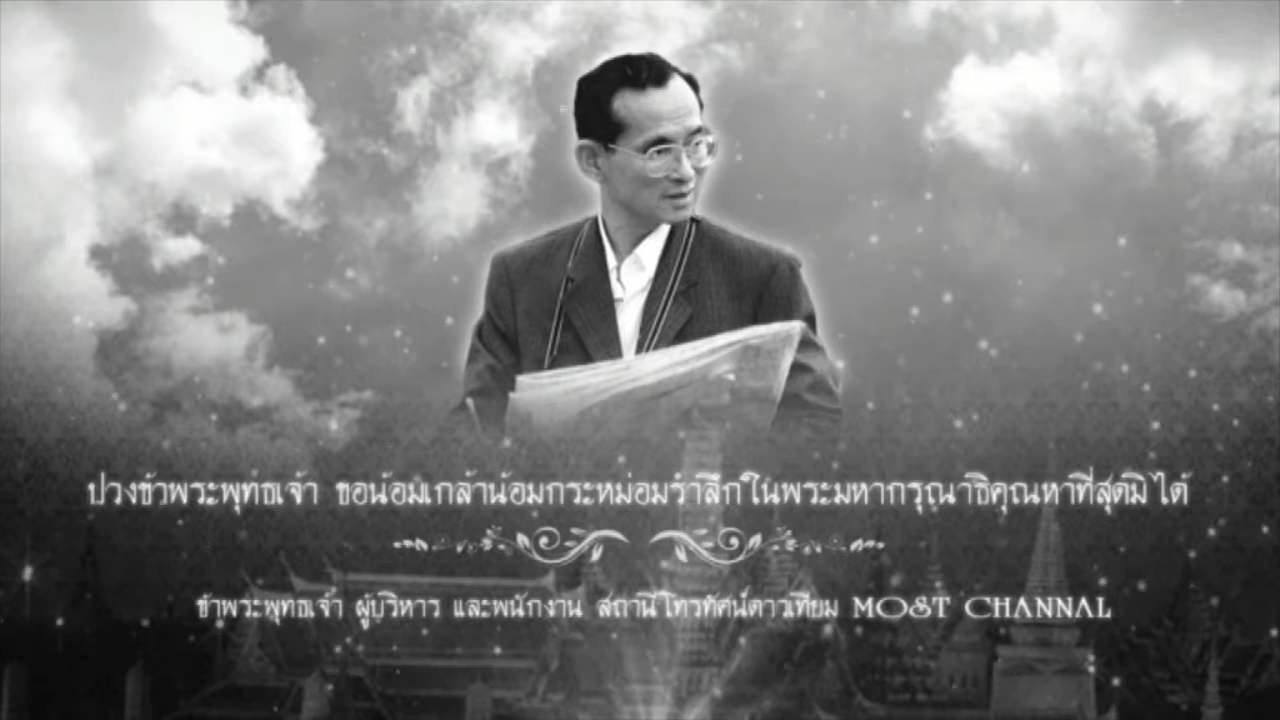 ปวงข้าพระพุทธเจ้า ขอน้อมเกล้าน้อมกระหม่อมรำลึกในพระมหากรุณาธิคุณหาที่สุดมิได้
ข้าพระพุทธเจ้า ผู้บริหาร และพนักงาน สถานีโทรทัศน์ดาวเทียม MOST CHANNAL